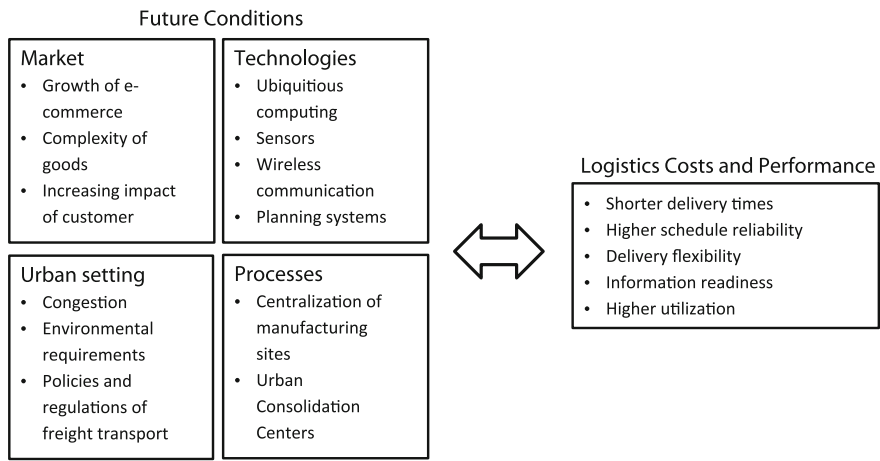 Future Conditions
Market
• Growth of e-
commerce
• Complexity of
goods
• Increasing impact
of customer
Technologies
• Ubiquitious
computing
• Sensors
• Wireless
communication
• Planning systems
Urban setting
• Congestion
• Environmental
requirements
• Policies and
regulations of
freight transport
Processes
• Centralization of
manufacturing
sites
• Urban
Consolidation
Centers
Logistics Costs and Performance
• Shorter delivery times
• Higher schedule reliability
• Delivery flexibility
• Information readiness
• Higher utilization